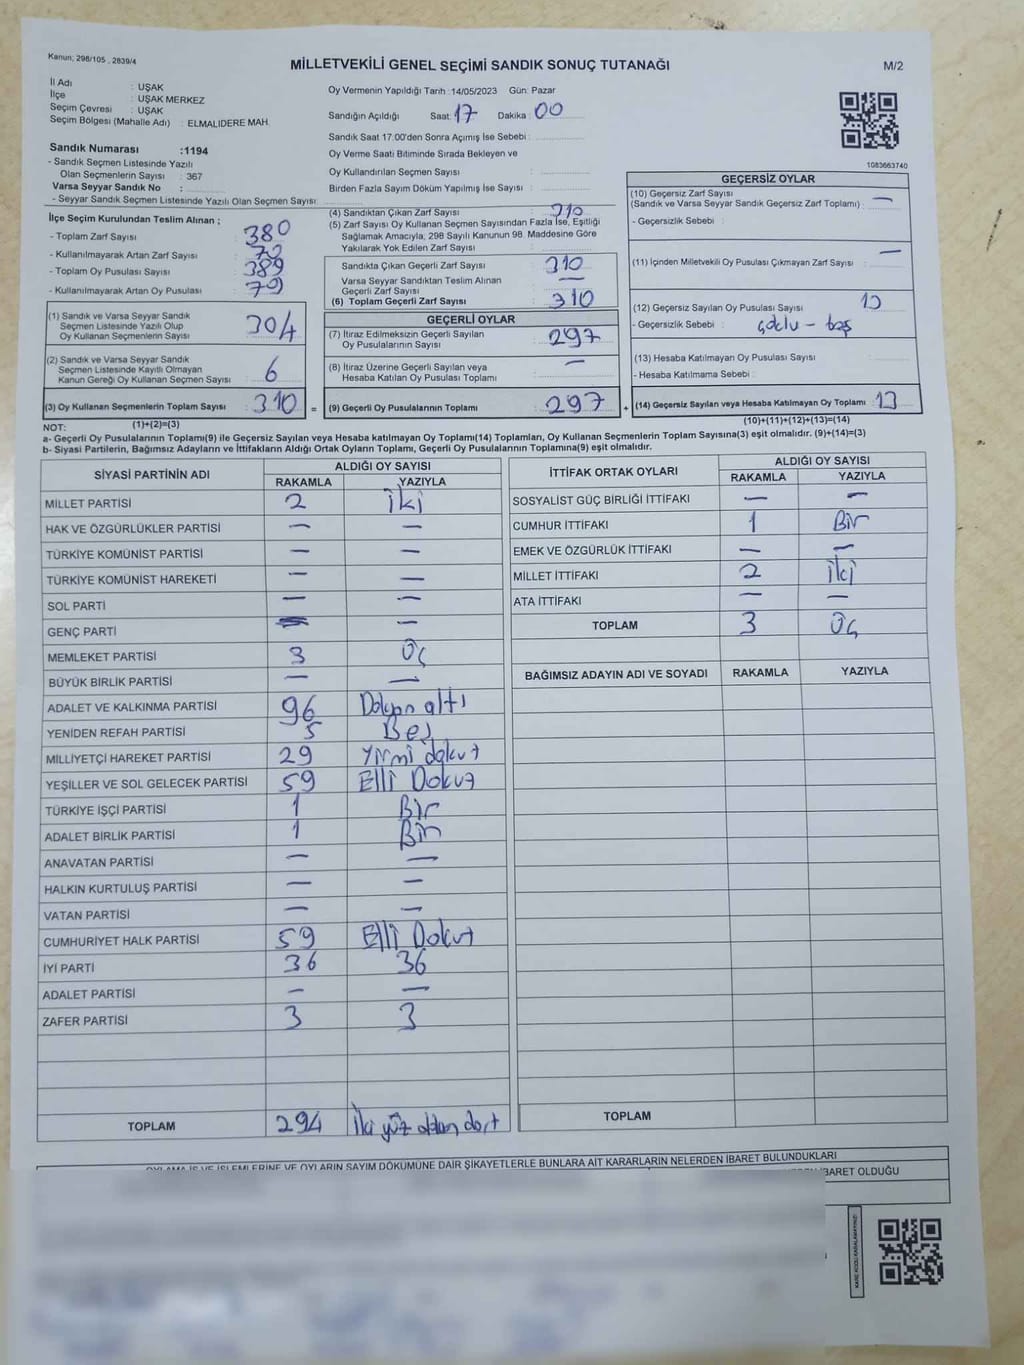 Kanun; 298/105 , 2839/4
MİLLETVEKİLİ GENEL SEÇİMİ SANDIK SONUÇ TUTANAĞI
M/2
İl Adı : UŞAK
İlçe : UŞAK MERKEZ
Seçim Çevresi : UŞAK
Seçim Bölgesi (Mahalle Adı) : ELMALIDERE MAH.
Sandık Numarası :1194
- Sandık Seçmen Listesinde Yazılı
Olan Seçmenlerin Sayısı : 367
Varsa Seyyar Sandık No :
- Seyyar Sandık Seçmen Listesinde Yazılı Olan Seçmen Sayısı:
Oy Vermenin Yapıldığı Tarih :14/05/2023 Gün: Pazar
Sandığın Açıldığı Saat: 17 Dakika: 00
Sandık Saat 17.00'den Sonra Açımış İse Sebebi :
Oy Verme Saati Bitiminde Sırada Bekleyen ve
Oy Kullandırılan Seçmen Sayısı :
Birden Fazla Sayım Döküm Yapılmış İse Sayısı :
1083663740
İlçe Seçim Kurulundan Teslim Alınan ;
- Toplam Zarf Sayısı : 380
- Kullanılmayarak Artan Zarf Sayısı : 70
- Toplam Oy Pusulası Sayısı : 389
- Kullanılmayarak Artan Oy Pusulası : 79
(1) Sandık ve Varsa Seyyar Sandık
Seçmen Listesinde Yazılı Olup
Oy Kullanan Seçmenlerin Sayısı : 304
(2) Sandık ve Varsa Seyyar Sandık
Seçmen Listesinde Kayıtlı Olmayan
Kanun Gereği Oy Kullanan Seçmen Sayısı : 6
(3) Oy Kullanan Seçmenlerin Toplam Sayısı : 310 =
(4) Sandıktan Çıkan Zarf Sayısı : 310
(5) Zarf Sayısı Oy Kullanan Seçmen Sayısından Fazla İse, Eşitliği
Sağlamak Amacıyla; 298 Sayılı Kanunun 98. Maddesine Göre
Yakılarak Yok Edilen Zarf Sayısı :
Sandıkta Çıkan Geçerli Zarf Sayısı : 310
Varsa Seyyar Sandıktan Teslim Alınan
Geçerli Zarf Sayısı : —
(6) Toplam Geçerli Zarf Sayısı : 310
GEÇERLİ OYLAR
(7) İtiraz Edilmeksizin Geçerli Sayılan
Oy Pusulalarının Sayısı : 297
(8) İtiraz Üzerine Geçerli Sayılan veya
Hesaba Katılan Oy Pusulası Toplamı : —
(9) Geçerli Oy Pusulalarının Toplamı : 297 +
GEÇERSİZ OYLAR
(10) Geçersiz Zarf Sayısı
(Sandık ve Varsa Seyyar Sandık Geçersiz Zarf Toplamı) : —
- Geçersizlik Sebebi :
(11) İçinden Milletvekili Oy Pusulası Çıkmayan Zarf Sayısı : —
(12) Geçersiz Sayılan Oy Pusulası Sayısı : 13
- Geçersizlik Sebebi : çoklu - boş
(13) Hesaba Katılmayan Oy Pusulası Sayısı :
- Hesaba Katılmama Sebebi :
(14) Geçersiz Sayılan veya Hesaba Katılmayan Oy Toplamı : 13
NOT: (1)+(2)=(3) (10)+(11)+(12)+(13)=(14)
a- Geçerli Oy Pusulalarının Toplamı(9) ile Geçersiz Sayılan veya Hesaba katılmayan Oy Toplamı(14) Toplamları, Oy Kullanan Seçmenlerin Toplam Sayısına(3) eşit olmalıdır. (9)+(14)=(3)
b- Siyasi Partilerin, Bağımsız Adayların ve İttifakların Aldığı Ortak Oyların Toplamı, Geçerli Oy Pusulalarının Toplamına(9) eşit olmalıdır.
SİYASİ PARTİNİN ADI ALDIĞI OY SAYISI
RAKAMLA YAZIYLA
MİLLET PARTİSİ 2 İki
HAK VE ÖZGÜRLÜKLER PARTİSİ — —
TÜRKİYE KOMÜNİST PARTİSİ — —
TÜRKİYE KOMÜNİST HAREKETİ — —
SOL PARTİ — —
GENÇ PARTİ — —
MEMLEKET PARTİSİ 3 Üç
BÜYÜK BİRLİK PARTİSİ — —
ADALET VE KALKINMA PARTİSİ 96 Doksan altı
YENİDEN REFAH PARTİSİ 5 Beş
MİLLİYETÇİ HAREKET PARTİSİ 29 Yirmi dokuz
YEŞİLLER VE SOL GELECEK PARTİSİ 59 Elli Dokuz
TÜRKİYE İŞÇİ PARTİSİ 1 Bir
ADALET BİRLİK PARTİSİ 1 Bir
ANAVATAN PARTİSİ — —
HALKIN KURTULUŞ PARTİSİ — —
VATAN PARTİSİ — —
CUMHURİYET HALK PARTİSİ 59 Elli Dokuz
İYİ PARTİ 36 36
ADALET PARTİSİ — —
ZAFER PARTİSİ 3 3
TOPLAM 294 İki yüz doksan dört
İTTİFAK ORTAK OYLARI ALDIĞI OY SAYISI
RAKAMLA YAZIYLA
SOSYALİST GÜÇ BİRLİĞİ İTTİFAKI — —
CUMHUR İTTİFAKI 1 Bir
EMEK VE ÖZGÜRLÜK İTTİFAKI — —
MİLLET İTTİFAKI 2 İki
ATA İTTİFAKI — —
TOPLAM 3 Üç
BAĞIMSIZ ADAYIN ADI VE SOYADI RAKAMLA YAZIYLA
TOPLAM
OYLAMA İŞ VE İŞLEMLERİNE VE OYLARIN SAYIM DÖKÜMÜNE DAİR ŞİKAYETLERLE BUNLARA AİT KARARLARIN NELERDEN İBARET BULUNDUKLARI
İBARET OLDUĞU